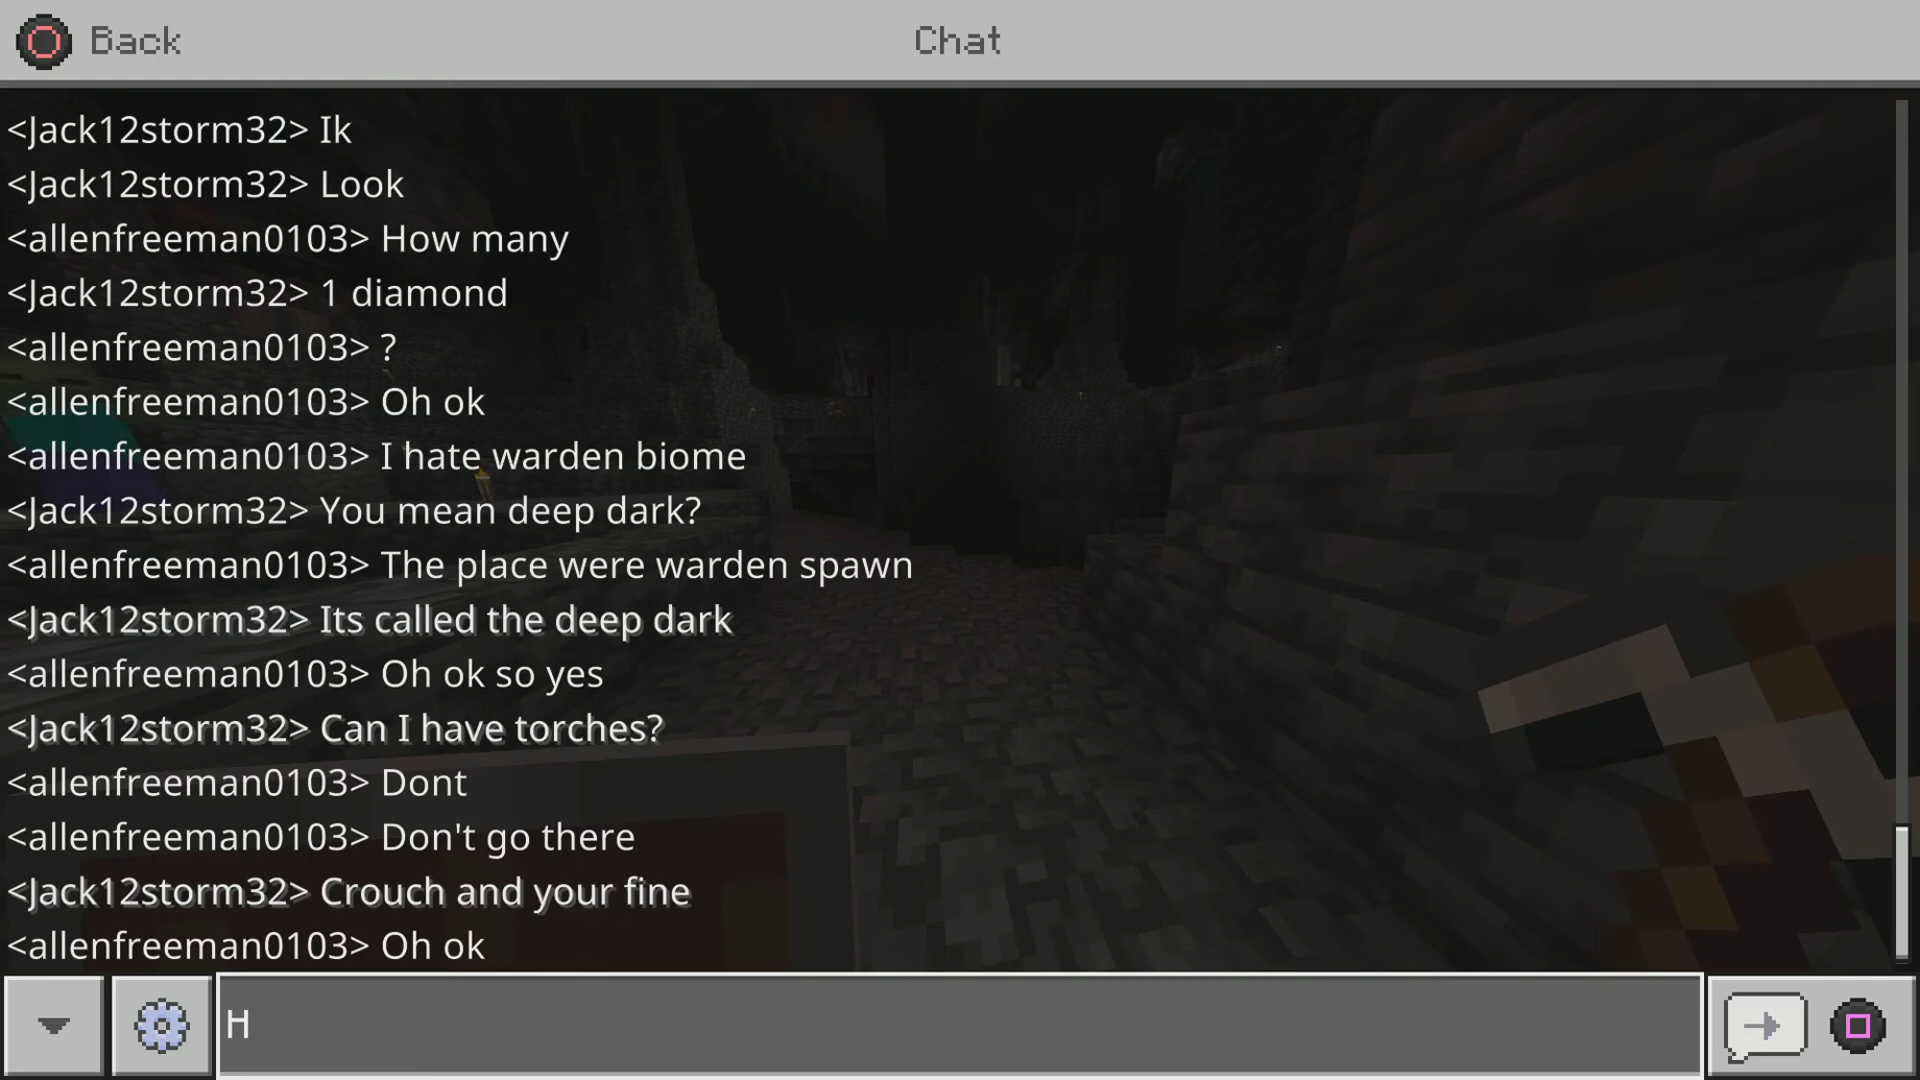 Back
Chat
<Jack12storm32> Ik
<Jack12storm32> Look
<allenfreeman0103> How many
<Jack12storm32> 1 diamond
<allenfreeman0103> ?
<allenfreeman0103> Oh ok
<allenfreeman0103> I hate warden biome
<Jack12storm32> You mean deep dark?
<allenfreeman0103> The place were warden spawn
<Jack12storm32> Its called the deep dark
<allenfreeman0103> Oh ok so yes
<Jack12storm32> Can I have torches?
<allenfreeman0103> Dont
<allenfreeman0103> Don't go there
<Jack12storm32> Crouch and your fine
<allenfreeman0103> Oh ok
H